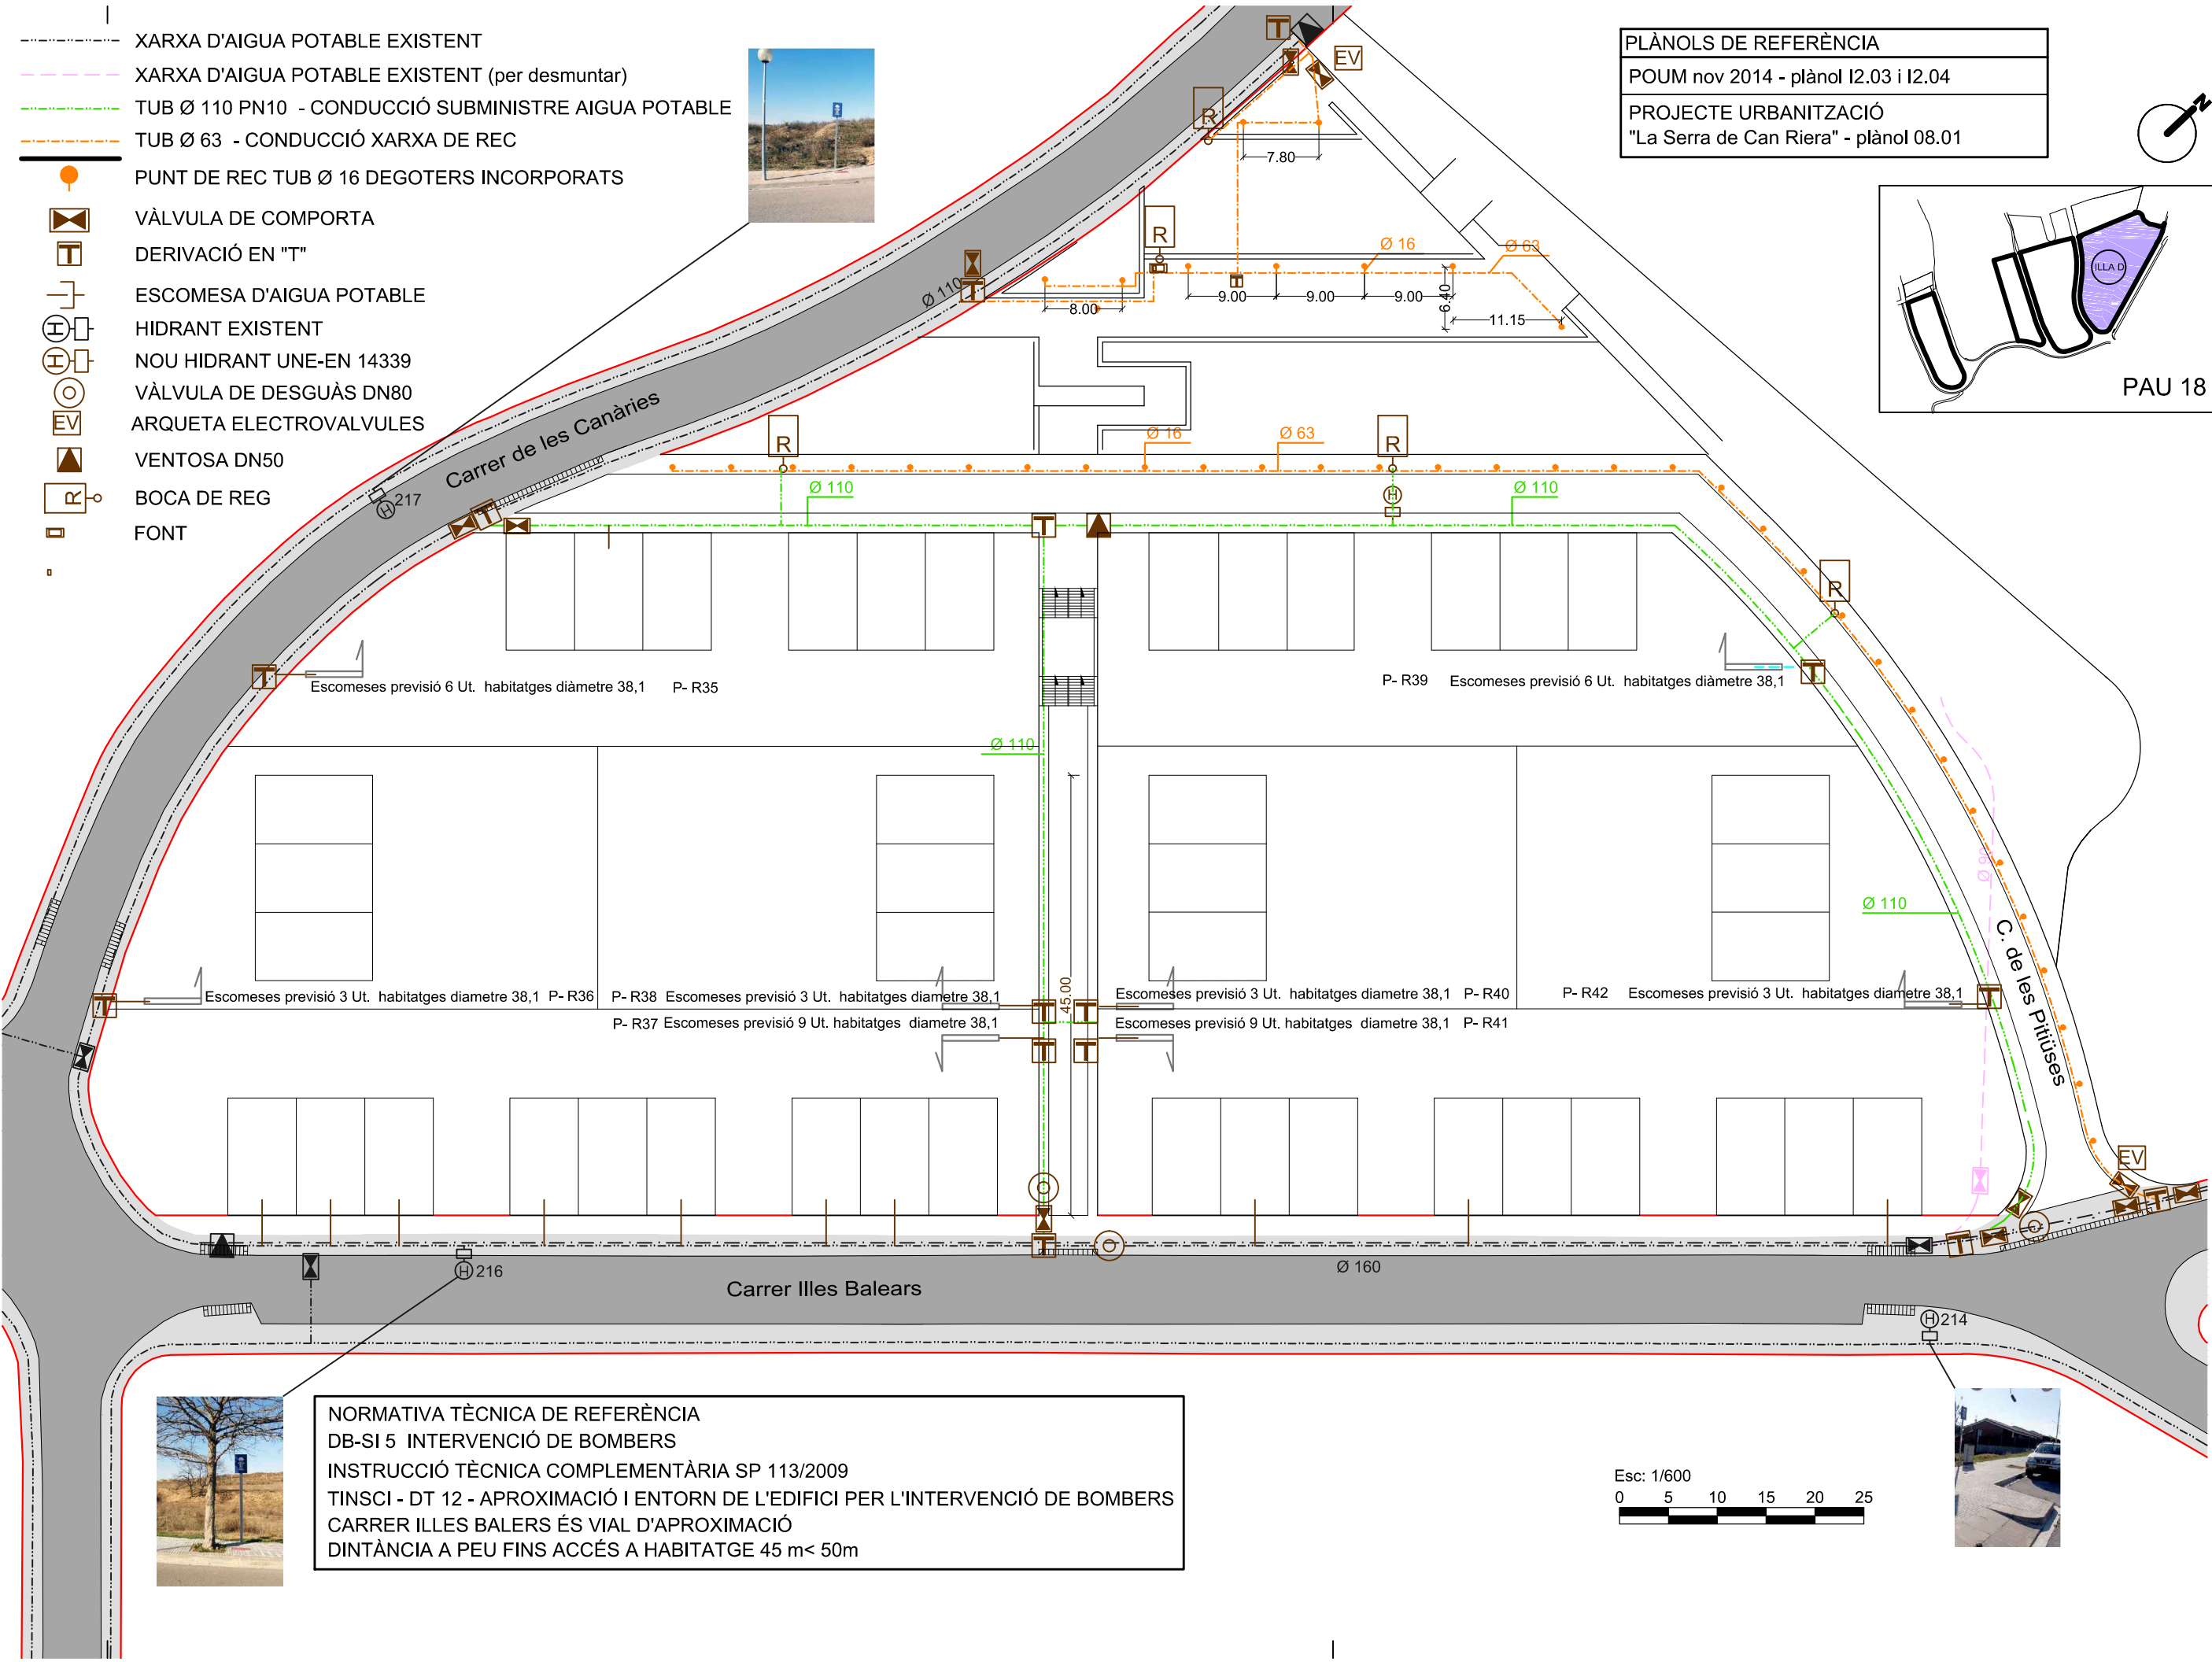 XARXA D'AIGUA POTABLE EXISTENT
XARXA D'AIGUA POTABLE EXISTENT (per desmuntar)
TUB Ø 110 PN10 - CONDUCCIÓ SUBMINISTRE AIGUA POTABLE
TUB Ø 63 - CONDUCCIÓ XARXA DE REC
PUNT DE REC TUB Ø 16 DEGOTERS INCORPORATS
VÀLVULA DE COMPORTA
T DERIVACIÓ EN "T"
ESCOMESA D'AIGUA POTABLE
H HIDRANT EXISTENT
H NOU HIDRANT UNE-EN 14339
VÀLVULA DE DESGUÀS DN80
EV ARQUETA ELECTROVALVULES
VENTOSA DN50
R BOCA DE REG
FONT
PLÀNOLS DE REFERÈNCIA
POUM nov 2014 - plànol I2.03 i I2.04
PROJECTE URBANITZACIÓ
"La Serra de Can Riera" - plànol 08.01
N
ILLA D
PAU 18
T
EV
R
7.80
R
Ø 16
Ø 63
Ø 110
T
T
8.00
9.00
9.00
9.00
6.40
11.15
Carrer de les Canàries
R
Ø 16
Ø 63
R
H 217
Ø 110
H
Ø 110
T
T
R
T
Escomeses previsió 6 Ut. habitatges diàmetre 38,1 P- R35
P- R39 Escomeses previsió 6 Ut. habitatges diàmetre 38,1
T
Ø 110
Ø 90
Ø 110
C. de les Pitiüses
45.00
T
Escomeses previsió 3 Ut. habitatges diametre 38,1 P- R36
P- R38 Escomeses previsió 3 Ut. habitatges diametre 38,1
T
T
Escomeses previsió 3 Ut. habitatges diametre 38,1 P- R40
P- R42 Escomeses previsió 3 Ut. habitatges diametre 38,1
T
P- R37 Escomeses previsió 9 Ut. habitatges diametre 38,1
T
T
Escomeses previsió 9 Ut. habitatges diametre 38,1 P- R41
EV
T
T
T
H 216
Carrer Illes Balears
Ø 160
H 214
NORMATIVA TÈCNICA DE REFERÈNCIA
DB-SI 5 INTERVENCIÓ DE BOMBERS
INSTRUCCIÓ TÈCNICA COMPLEMENTÀRIA SP 113/2009
TINSCI - DT 12 - APROXIMACIÓ I ENTORN DE L'EDIFICI PER L'INTERVENCIÓ DE BOMBERS
CARRER ILLES BALERS ÉS VIAL D'APROXIMACIÓ
DINTÀNCIA A PEU FINS ACCÉS A HABITATGE 45 m< 50m
Esc: 1/600
0 5 10 15 20 25